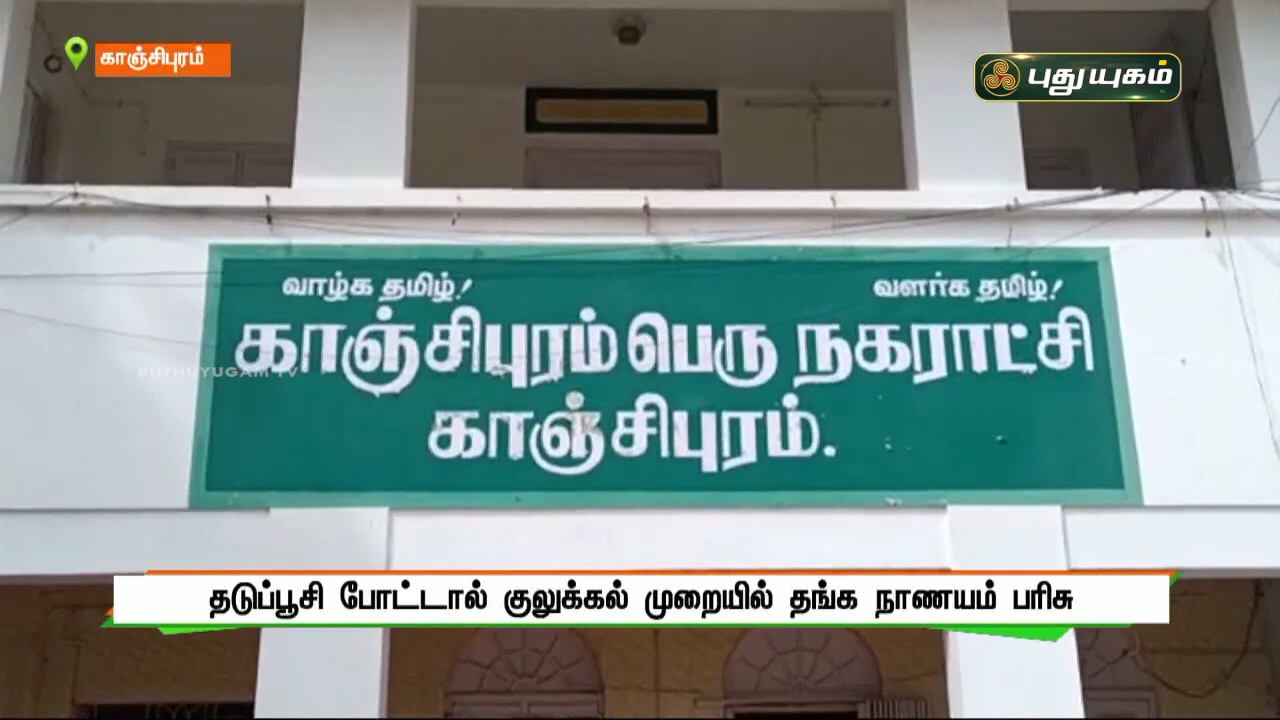 காஞ்சிபுரம்
புதுயுகம்
வாழ்க தமிழ்! வளர்க தமிழ்!
காஞ்சிபுரம் பெரு நகராட்சி
PUTHUYUGAM TV
காஞ்சிபுரம்.
தடுப்பூசி போட்டால் குலுக்கல் முறையில் தங்க நாணயம் பரிசு